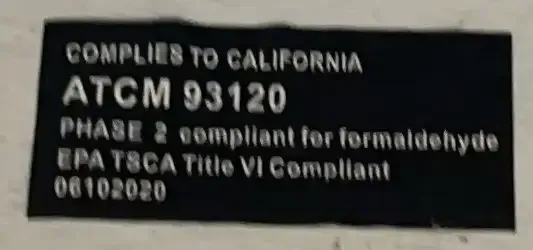 COMPLIES TO CALIFORNIA
ATCM 93120
PHASE 2 compliant for formaldehyde
EPA TSCA Title VI Compliant
06102020